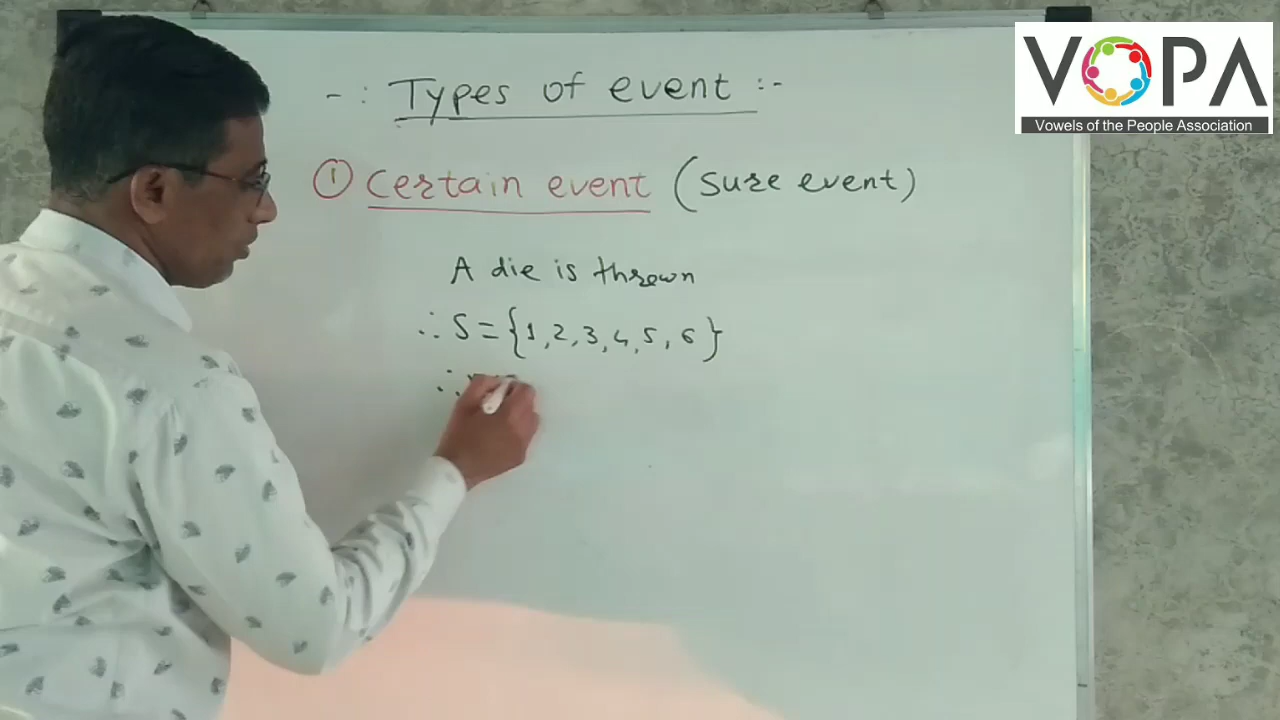 VOPA
Vowels of the People Association
-: Types of event :-
① Certain event (Sure event)
A die is thrown
∴ S = {1, 2, 3, 4, 5, 6}
∴